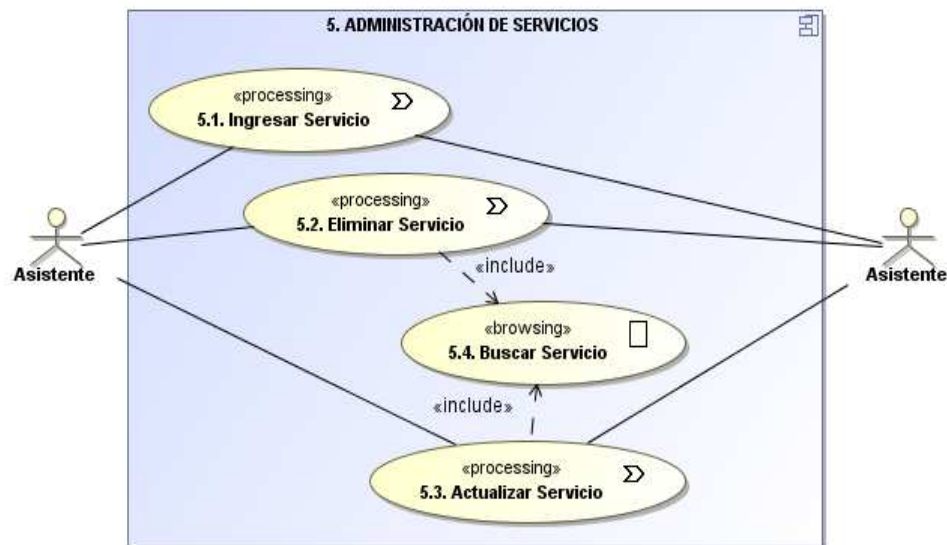 5. ADMINISTRACIÓN DE SERVICIOS
«processing»
5.1. Ingresar Servicio
«processing»
5.2. Eliminar Servicio
Asistente
Asistente
«include»
«browsing»
5.4. Buscar Servicio
«include»
«processing»
5.3. Actualizar Servicio